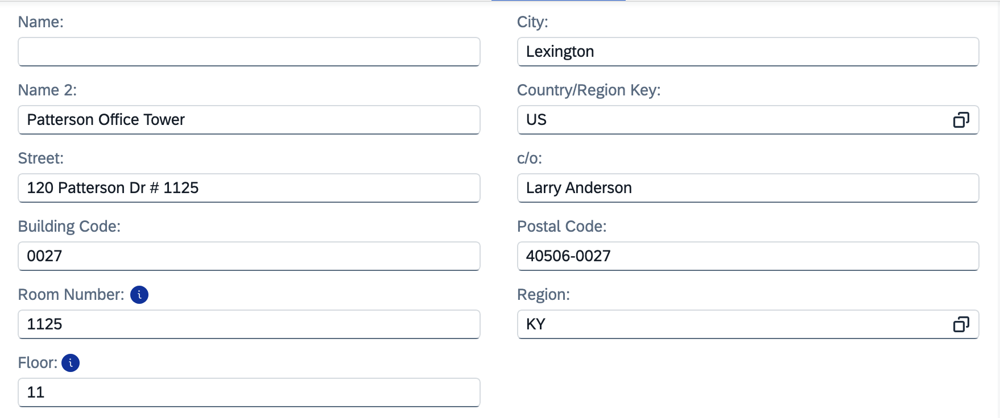 Name:
Name 2:
Patterson Office Tower
Street:
120 Patterson Dr # 1125
Building Code:
0027
Room Number: i
1125
Floor: i
11
City:
Lexington
Country/Region Key:
US
c/o:
Larry Anderson
Postal Code:
40506-0027
Region:
KY